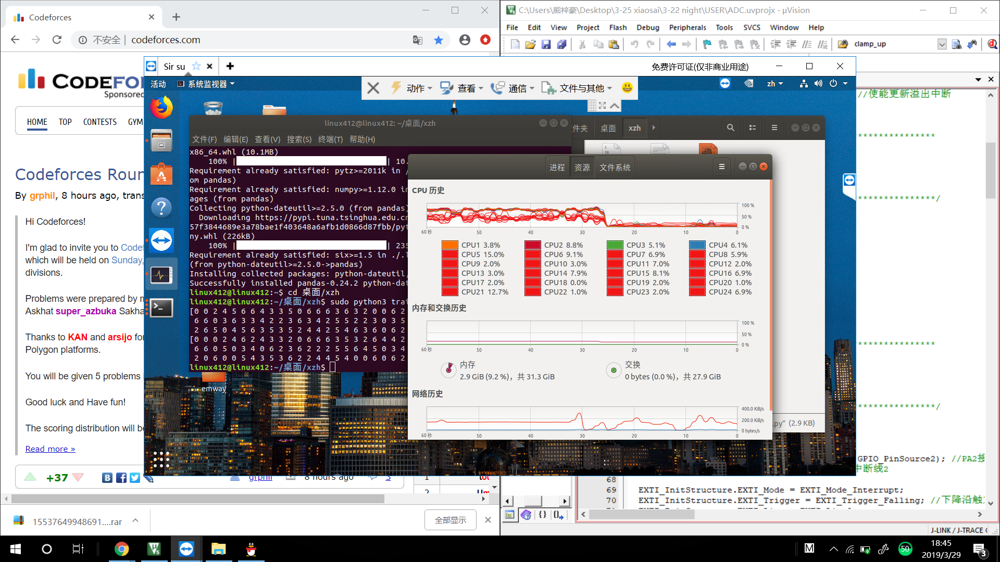 Codeforces
不安全 | codeforces.com
CODEFO
Sponsored
HOME TOP CONTESTS GYM
Codeforces Roun
By grphil, 8 hours ago, trans
Hi Codeforces!
I'm glad to invite you to Codef
which will be held on Sunday,
divisions.
Problems were prepared by m
Askhat super_azbuka Sakha
Thanks to KAN and arsijo for
Polygon platforms.
You will be given 5 problems
Good luck and Have fun!
The scoring distribution will be
Read more »
+37
grphil 8 hours ago 3
1
2
15537649948691....rar
全部显示
C:\Users\熊梓豪\Desktop\3-25 xiaosai\3-22 night\USER\ADC.uvprojx - µVision
File Edit View Project Flash Debug Peripherals Tools SVCS Window Help
clamp_up
//使能更新溢出中断
***************
***************/
***************
***************/
GPIO_PinSource2); //PA2接
中断线2
68
69 EXTI_InitStructure.EXTI_Mode = EXTI_Mode_Interrupt;
70 EXTI_InitStructure.EXTI_Trigger = EXTI_Trigger_Falling; //下降沿触
J-LINK / J-TRACE C
Sir su
免费许可证(仅非商业用途)
活动 系统监视器
动作 查看 通信 文件与其他
zh
linux412@linux412: ~/桌面/xzh
文件(F) 编辑(E) 查看(V) 搜索(S) 终端(T) 帮助(H)
x86_64.whl (10.1MB)
100% | | 10.
Requirement already satisfied: pytz>=2011k in /
om pandas)
Requirement already satisfied: numpy>=1.12.0 in
ages (from pandas)
Collecting python-dateutil>=2.5.0 (from pandas)
Downloading https://pypi.tuna.tsinghua.edu.cn
57f3844689e3a78bae1f403648a6afb1d0866d87fbb/pyt
ny.whl (226kB)
100% | | 235
Requirement already satisfied: six>=1.5 in ./.l
(from python-dateutil>=2.5.0->pandas)
Installing collected packages: python-dateutil,
Successfully installed pandas-0.24.2 python-dat
linux412@linux412:~$ cd 桌面/xzh
linux412@linux412:~/桌面/xzh$ sudo python3 trai
[0 0 2 4 5 6 6 4 3 3 5 0 6 6 6 3 6 3 2 0 0 6 2
6 6 0 3 6 3 3 4 2 2 3 6 3 4 2 5 5 2 2 3 0 3 5
2 6 5 0 4 5 6 3 5 3 5 2 4 4 2 5 4 6 3 6 0 6 2
[0 0 0 2 4 6 2 4 3 3 2 0 6 6 6 3 5 3 2 6 4 4 2
6 6 0 5 0 3 4 0 6 2 3 6 2 2 2 5 5 6 4 5 0 3 4
2 0 6 0 0 5 4 3 5 3 6 2 2 4 4 5 4 0 0 6 0 6 2
linux412@linux412:~/桌面/xzh$
emway
件夹 桌面 xzh
.py” (2.9 KB)
进程 资源 文件系统
CPU 历史
100 %
50 %
0 %
60 秒 50 40 30 20 10 0
CPU1 3.8% CPU2 8.8% CPU3 5.1% CPU4 6.1%
CPU5 15.0% CPU6 9.1% CPU7 6.9% CPU8 5.9%
CPU9 2.0% CPU10 3.0% CPU11 7.0% CPU12 2.0%
CPU13 3.0% CPU14 7.9% CPU15 8.1% CPU16 6.9%
CPU17 2.0% CPU18 0.0% CPU19 2.0% CPU20 1.0%
CPU21 12.7% CPU22 1.0% CPU23 2.0% CPU24 6.9%
内存和交换历史
100 %
50 %
0 %
60 秒 50 40 30 20 10 0
内存
2.9 GiB (9.2 %)，共 31.3 GiB
交换
0 bytes (0.0 %)，共 27.9 GiB
网络历史
400.0 KiB/s
200.0 KiB/s
0 bytes/s
60 秒 50 40 30 20 10 0
M
50
18:45
2019/3/29
3